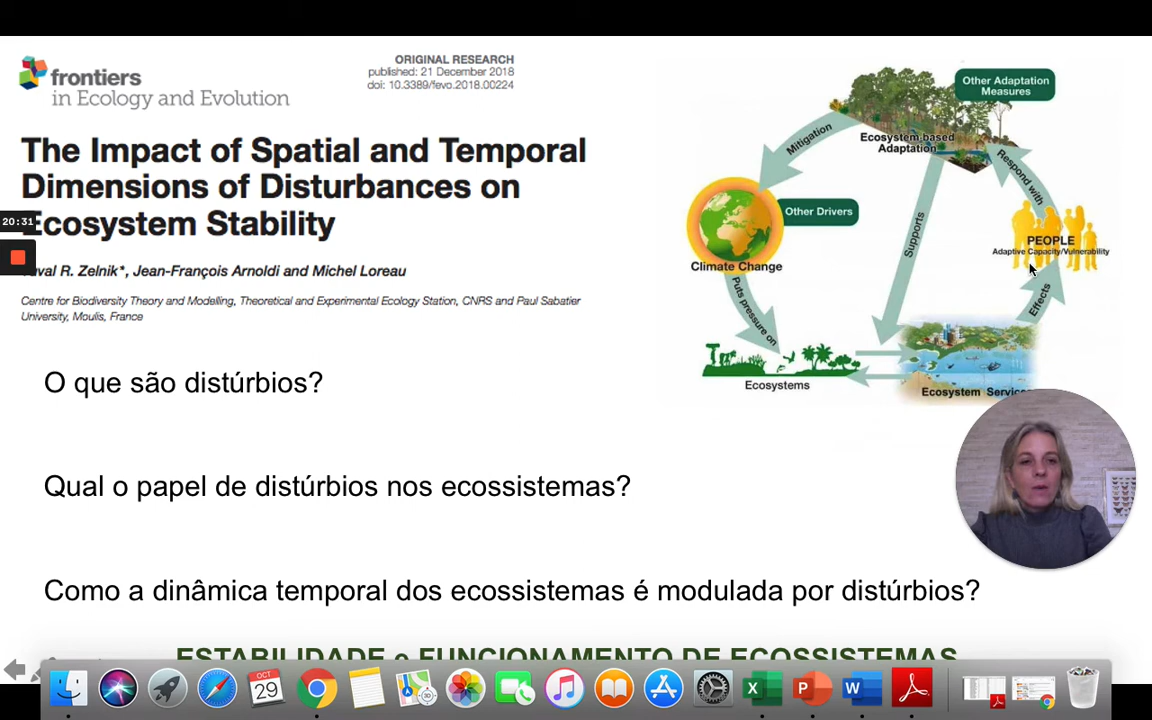 frontiers
in Ecology and Evolution
ORIGINAL RESEARCH
published: 21 December 2018
doi: 10.3389/fevo.2018.00224
The Impact of Spatial and Temporal
Dimensions of Disturbances on
Ecosystem Stability
20:31
R. Zelnik*, Jean-François Arnoldi and Michel Loreau
Centre for Biodiversity Theory and Modelling, Theoretical and Experimental Ecology Station, CNRS and Paul Sabatier
University, Moulis, France
Other Adaptation
Measures
Ecosystem-based
Adaptation
Mitigation
Respond with
Other Drivers
Climate Change
Supports
PEOPLE
Adaptive Capacity/Vulnerability
Puts pressure on
Effects
Ecosystems
Ecosystem
O que são distúrbios?
Qual o papel de distúrbios nos ecossistemas?
Como a dinâmica temporal dos ecossistemas é modulada por distúrbios?
ESTABILIDADE e FUNCIONAMENTO DE ECOSSISTEMAS
OCT
29
X
P
W